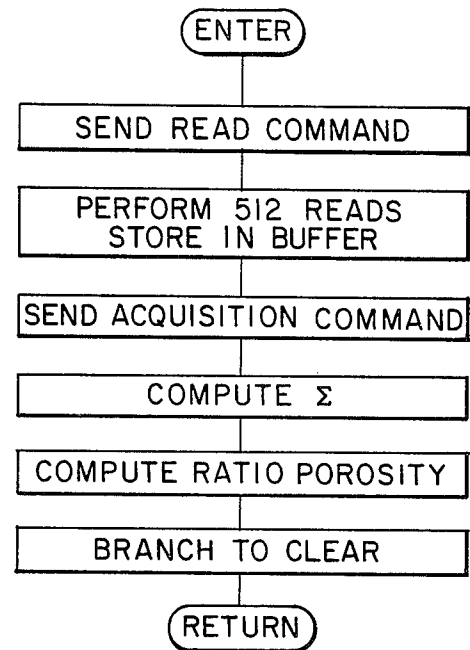 ENTER
SEND READ COMMAND
PERFORM 512 READS
STORE IN BUFFER
SEND ACQUISITION COMMAND
COMPUTE Σ
COMPUTE RATIO POROSITY
BRANCH TO CLEAR
RETURN